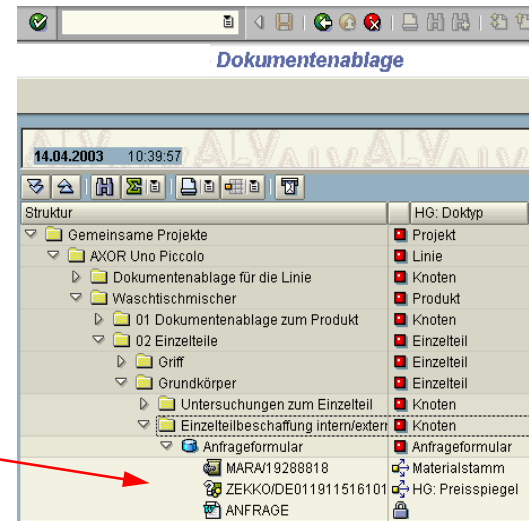 Dokumentenablage
14.04.2003 10:39:57
Struktur HG: Doktyp
Gemeinsame Projekte Projekt
AXOR Uno Piccolo Linie
Dokumentenablage für die Linie Knoten
Waschtischmischer Produkt
01 Dokumentenablage zum Produkt Knoten
02 Einzelteile Einzelteil
Griff Einzelteil
Grundkörper Einzelteil
Untersuchungen zum Einzelteil Knoten
Einzelteilbeschaffung intern/extern Knoten
Anfrageformular Anfrageformular
MARA/19288818 Materialstamm
ZEKKO/DE011911516101 HG: Preisspiegel
ANFRAGE